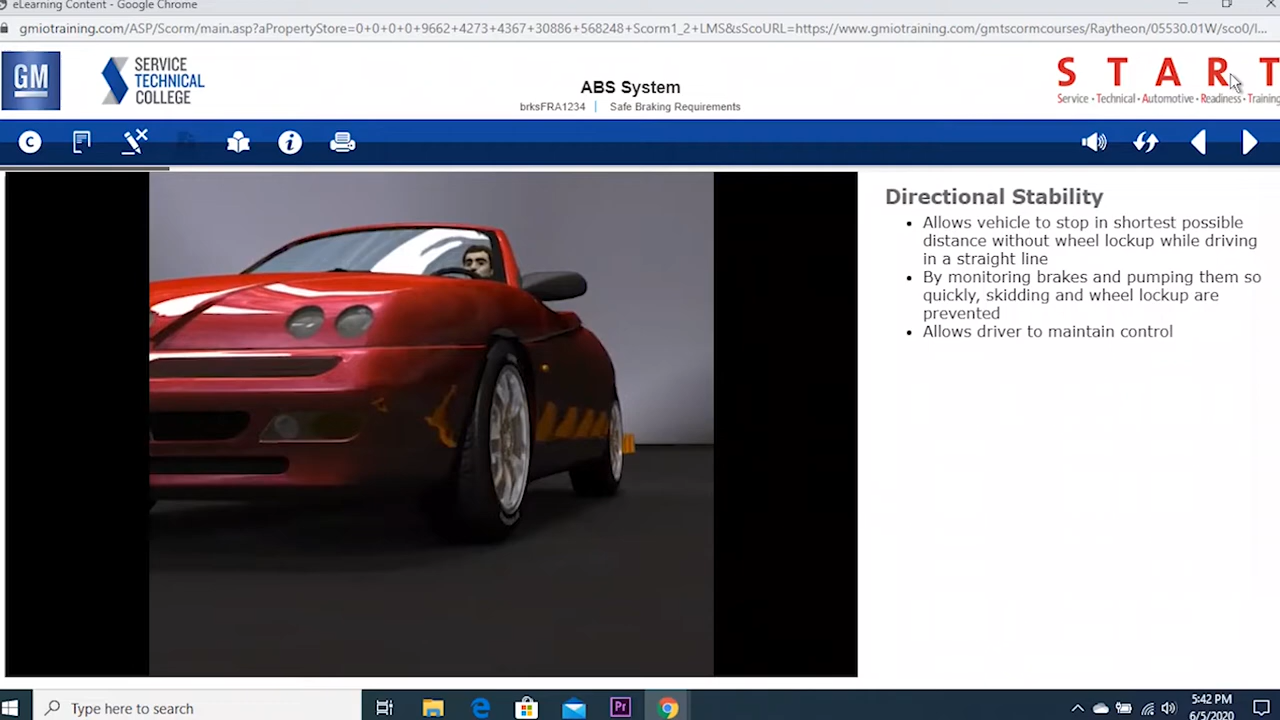 eLearning Content - Google Chrome
gmiotraining.com/ASP/Scorm/main.asp?aPropertyStore=0+0+0+0+9662+4273+4367+30886+568248+Scorm1_2+LMS&sScoURL=https://www.gmiotraining.com/gmtscormcourses/Raytheon/05530.01W/sco0/l...
GM
SERVICE
TECHNICAL
COLLEGE
ABS System
brksFRA1234 | Safe Braking Requirements
START
Service • Technical • Automotive • Readiness • Training
C
Directional Stability
• Allows vehicle to stop in shortest possible
distance without wheel lockup while driving
in a straight line
• By monitoring brakes and pumping them so
quickly, skidding and wheel lockup are
prevented
• Allows driver to maintain control
Type here to search
Pr
5:42 PM
6/5/2020